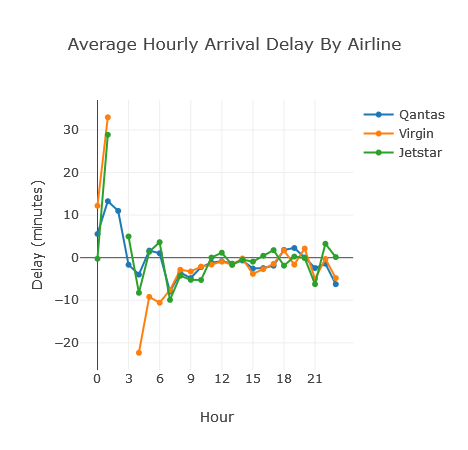 Average Hourly Arrival Delay By Airline
Qantas
Virgin
Jetstar
30
20
10
0
−10
−20
Delay (minutes)
0 3 6 9 12 15 18 21
Hour